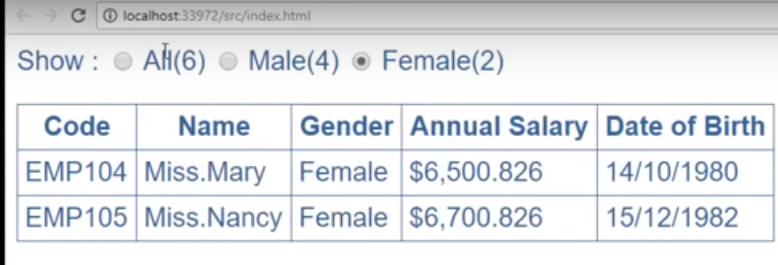 localhost:33972/src/index.html
Show : All(6) Male(4) Female(2)
Code Name Gender Annual Salary Date of Birth
EMP104 Miss.Mary Female $6,500.826 14/10/1980
EMP105 Miss.Nancy Female $6,700.826 15/12/1982